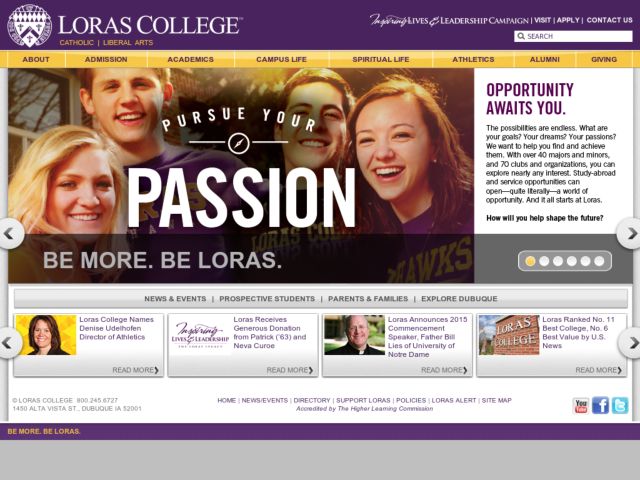 LORAS COLLEGE
CATHOLIC | LIBERAL ARTS
Inspiring LIVES & LEADERSHIP CAMPAIGN | VISIT | APPLY | CONTACT US
SEARCH
ABOUT ADMISSION ACADEMICS CAMPUS LIFE SPIRITUAL LIFE ATHLETICS ALUMNI GIVING
PURSUE YOUR
PASSION
LORAS COLLEGE
HAWKS
BE MORE. BE LORAS.
OPPORTUNITY
AWAITS YOU.
The possibilities are endless. What are
your goals? Your dreams? Your passions?
We want to help you find and achieve
them. With over 40 majors and minors,
and 70 clubs and organizations, you can
explore nearly any interest. Study-abroad
and service opportunities can
open—quite literally—a world of
opportunity. And it all starts at Loras.
How will you help shape the future?
NEWS & EVENTS | PROSPECTIVE STUDENTS | PARENTS & FAMILIES | EXPLORE DUBUQUE
Loras College Names
Denise Udelhofen
Director of Athletics
READ MORE
Inspiring
LIVES & LEADERSHIP
Loras Receives
Generous Donation
from Patrick ('63) and
Neva Curoe
READ MORE
Loras Announces 2015
Commencement
Speaker, Father Bill
Lies of University of
Notre Dame
READ MORE
LORAS
COLLEGE
Loras Ranked No. 11
Best College, No. 6
Best Value by U.S.
News
READ MORE
© LORAS COLLEGE 800.245.6727
1450 ALTA VISTA ST., DUBUQUE IA 52001
HOME | NEWS/EVENTS | DIRECTORY | SUPPORT LORAS | POLICIES | LORAS ALERT | SITE MAP
Accredited by The Higher Learning Commission
You
Tube
BE MORE. BE LORAS.